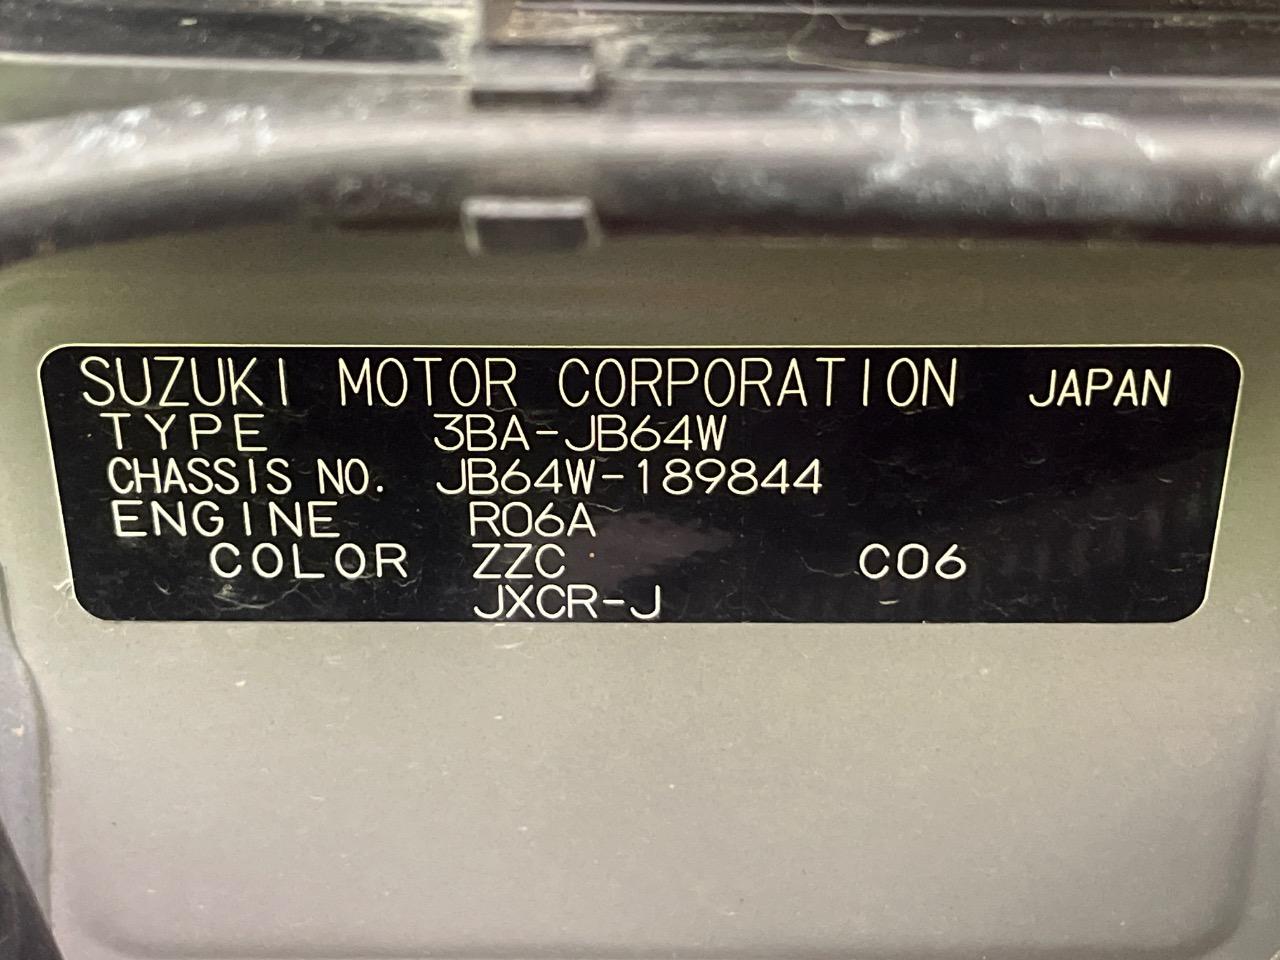 SUZUKI MOTOR CORPORATION JAPAN
TYPE 3BA-JB64W
CHASSIS NO. JB64W-189844
ENGINE R06A
COLOR ZZC C06
JXCR-J